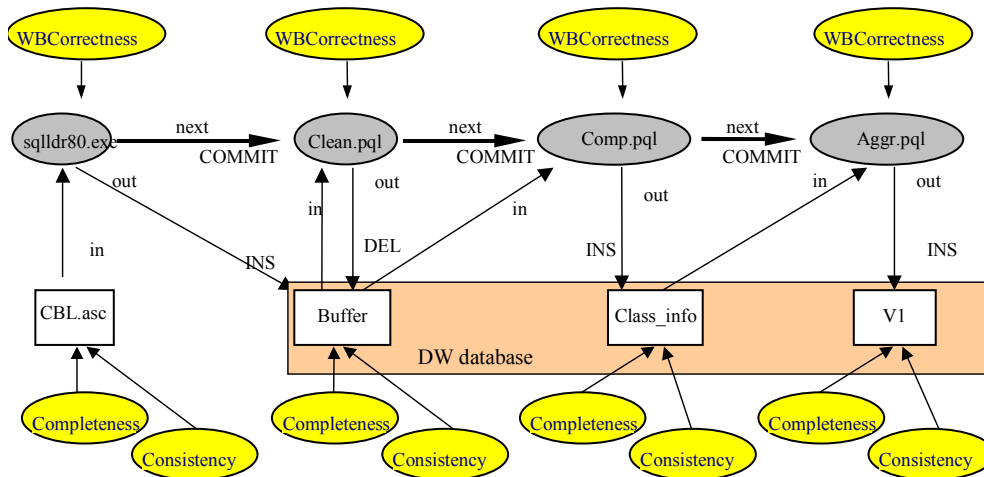 WBCorrectness WBCorrectness WBCorrectness WBCorrectness
sqlldr80.exe next COMMIT Clean.pql next COMMIT Comp.pql next COMMIT Aggr.pql
out out out in out
in in in
INS DEL INS INS
CBL.asc Buffer Class_info V1
DW database
Completeness Completeness Completeness Completeness
Consistency Consistency Consistency Consistency